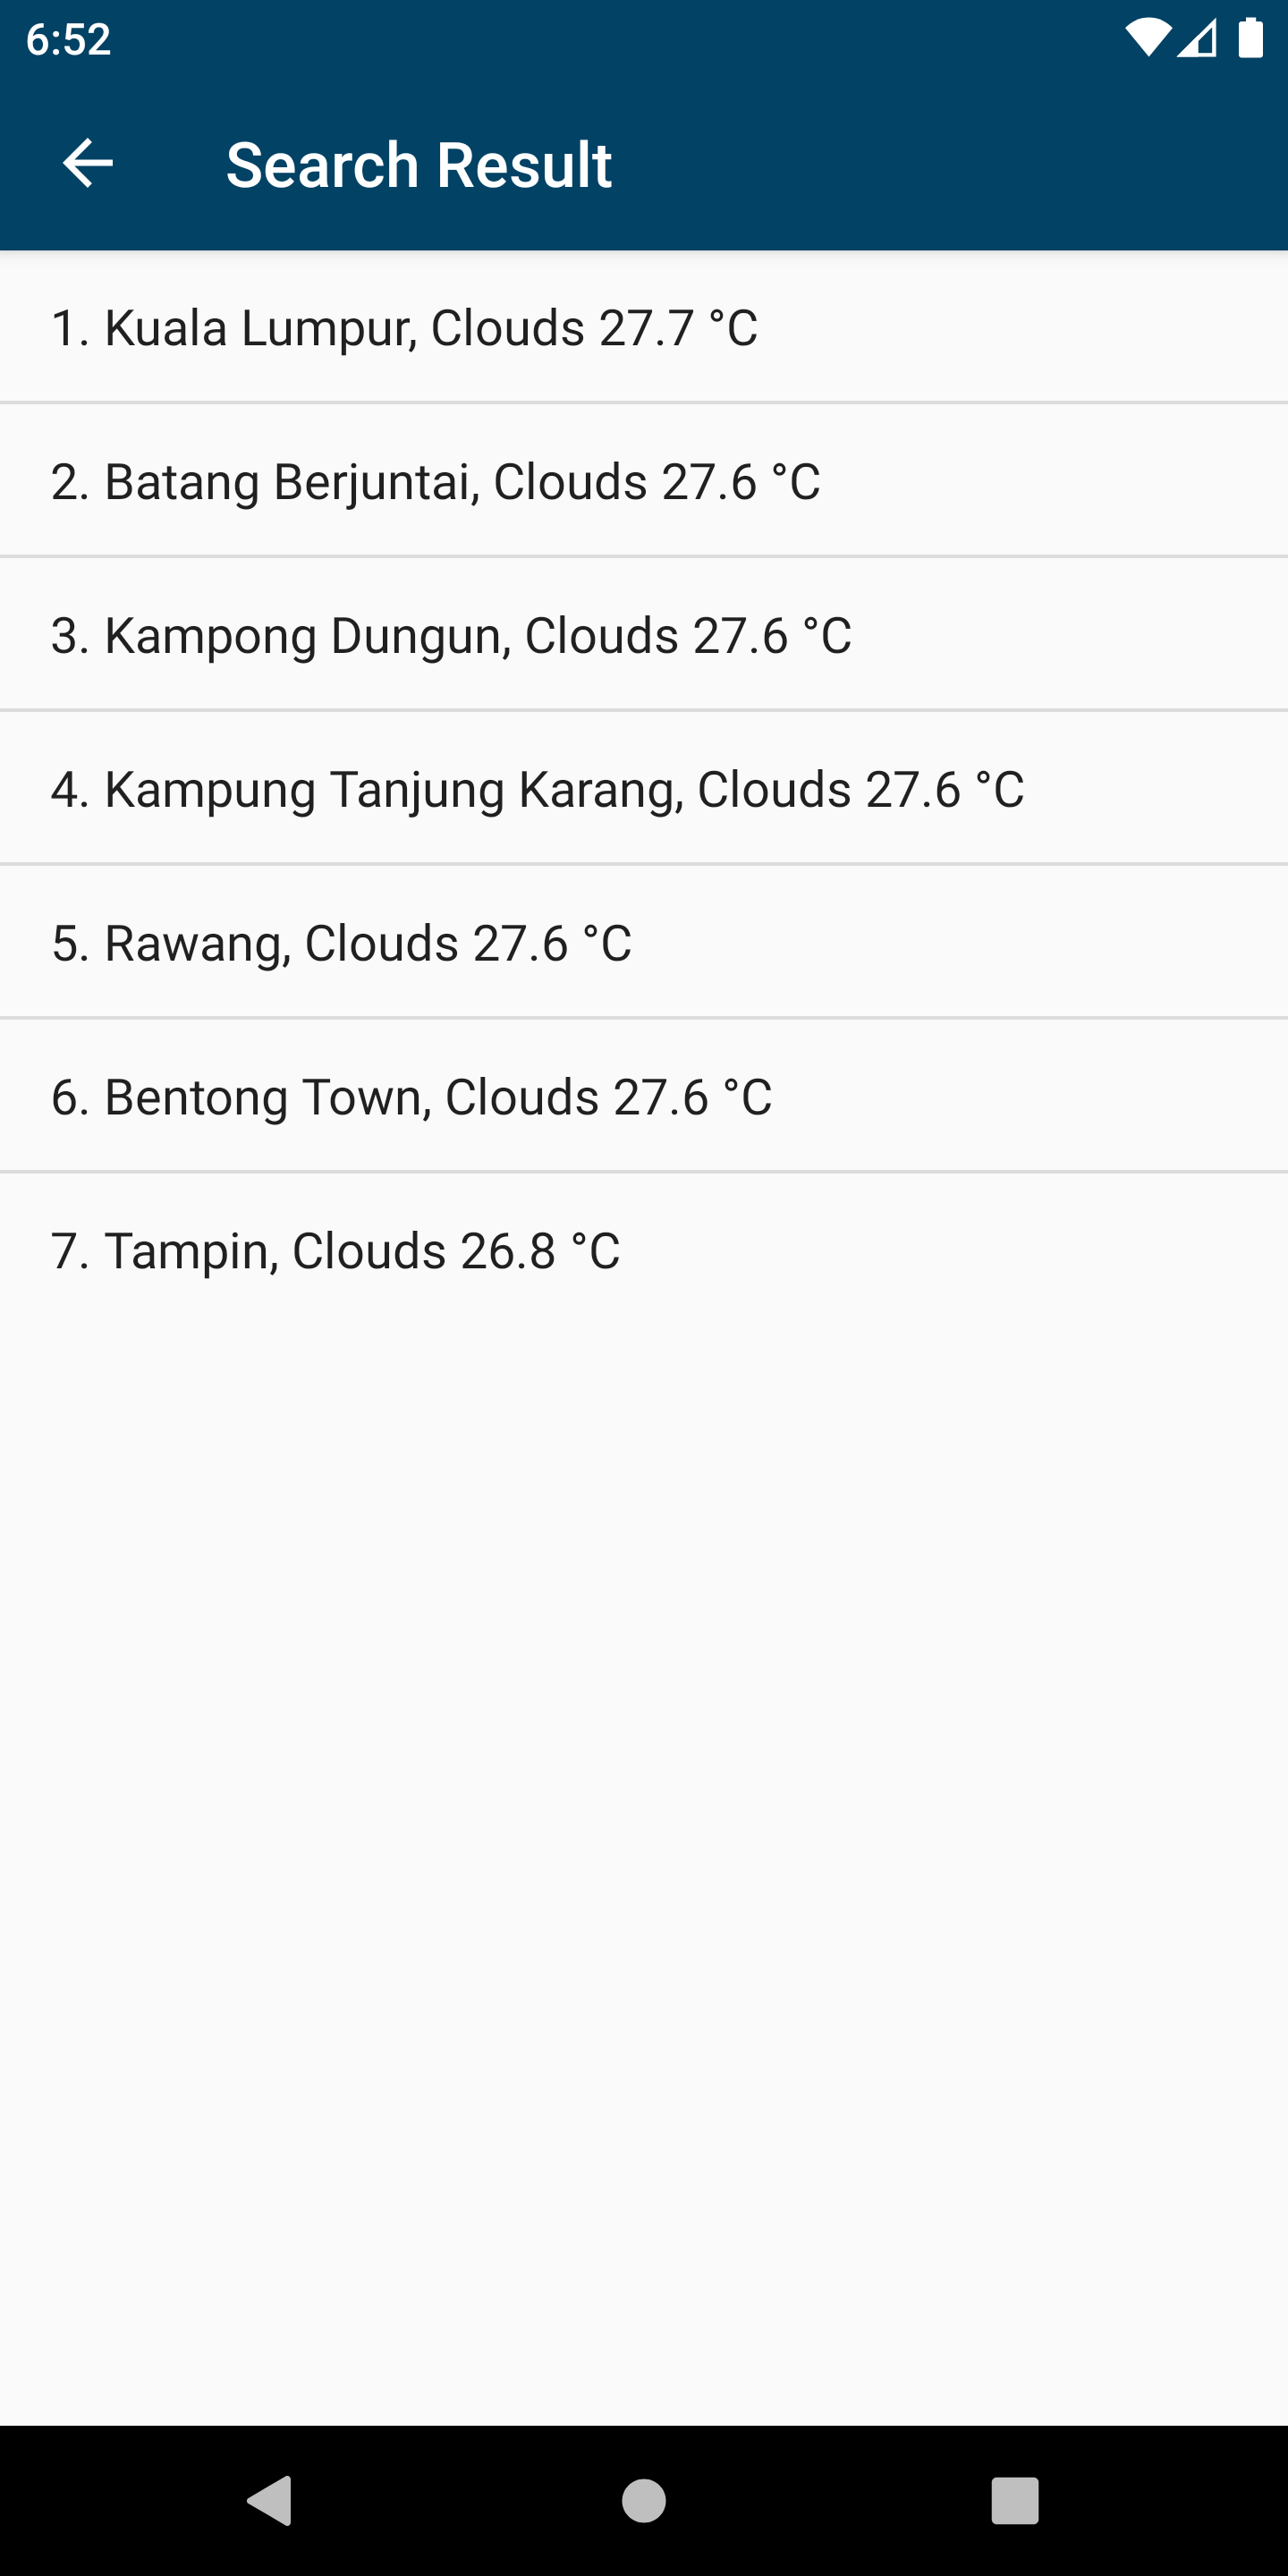 6:52
Search Result
1. Kuala Lumpur, Clouds 27.7 °C
2. Batang Berjuntai, Clouds 27.6 °C
3. Kampong Dungun, Clouds 27.6 °C
4. Kampung Tanjung Karang, Clouds 27.6 °C
5. Rawang, Clouds 27.6 °C
6. Bentong Town, Clouds 27.6 °C
7. Tampin, Clouds 26.8 °C